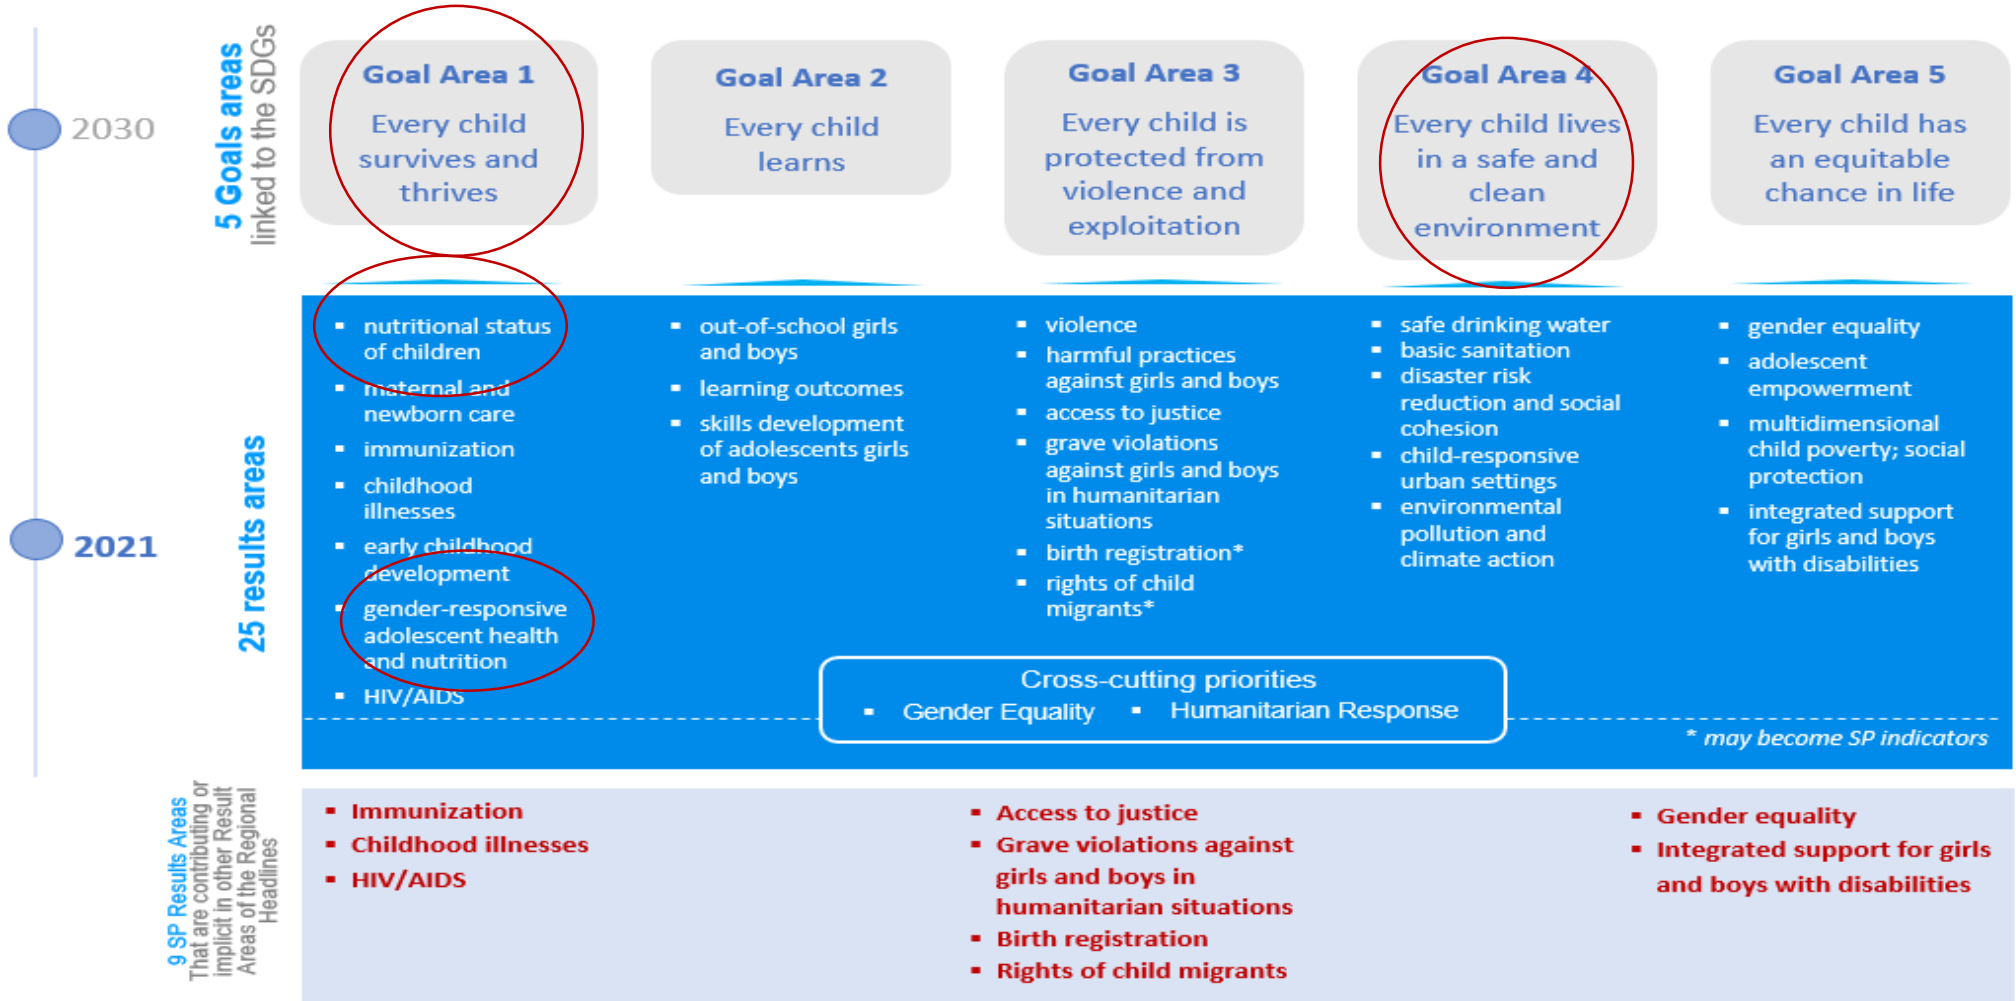 2030
2021
5 Goals areas
linked to the SDGs
Goal Area 1
Every child
survives and
thrives
Goal Area 2
Every child
learns
Goal Area 3
Every child is
protected from
violence and
exploitation
Goal Area 4
Every child lives
in a safe and
clean
environment
Goal Area 5
Every child has
an equitable
chance in life
25 results areas
▪ nutritional status
of children
▪ maternal and
newborn care
▪ immunization
▪ childhood
illnesses
▪ early childhood
development
▪ gender-responsive
adolescent health
and nutrition
▪ HIV/AIDS
▪ out-of-school girls
and boys
▪ learning outcomes
▪ skills development
of adolescents girls
and boys
▪ violence
▪ harmful practices
against girls and boys
▪ access to justice
▪ grave violations
against girls and boys
in humanitarian
situations
▪ birth registration*
▪ rights of child
migrants*
▪ safe drinking water
▪ basic sanitation
▪ disaster risk
reduction and social
cohesion
▪ child-responsive
urban settings
▪ environmental
pollution and
climate action
▪ gender equality
▪ adolescent
empowerment
▪ multidimensional
child poverty; social
protection
▪ integrated support
for girls and boys
with disabilities
Cross-cutting priorities
▪ Gender Equality ▪ Humanitarian Response
* may become SP indicators
9 SP Results Areas
That are contributing or
implicit in other Result
Areas of the Regional
Headlines
▪ Immunization
▪ Childhood illnesses
▪ HIV/AIDS
▪ Access to justice
▪ Grave violations against
girls and boys in
humanitarian situations
▪ Birth registration
▪ Rights of child migrants
▪ Gender equality
▪ Integrated support for girls
and boys with disabilities